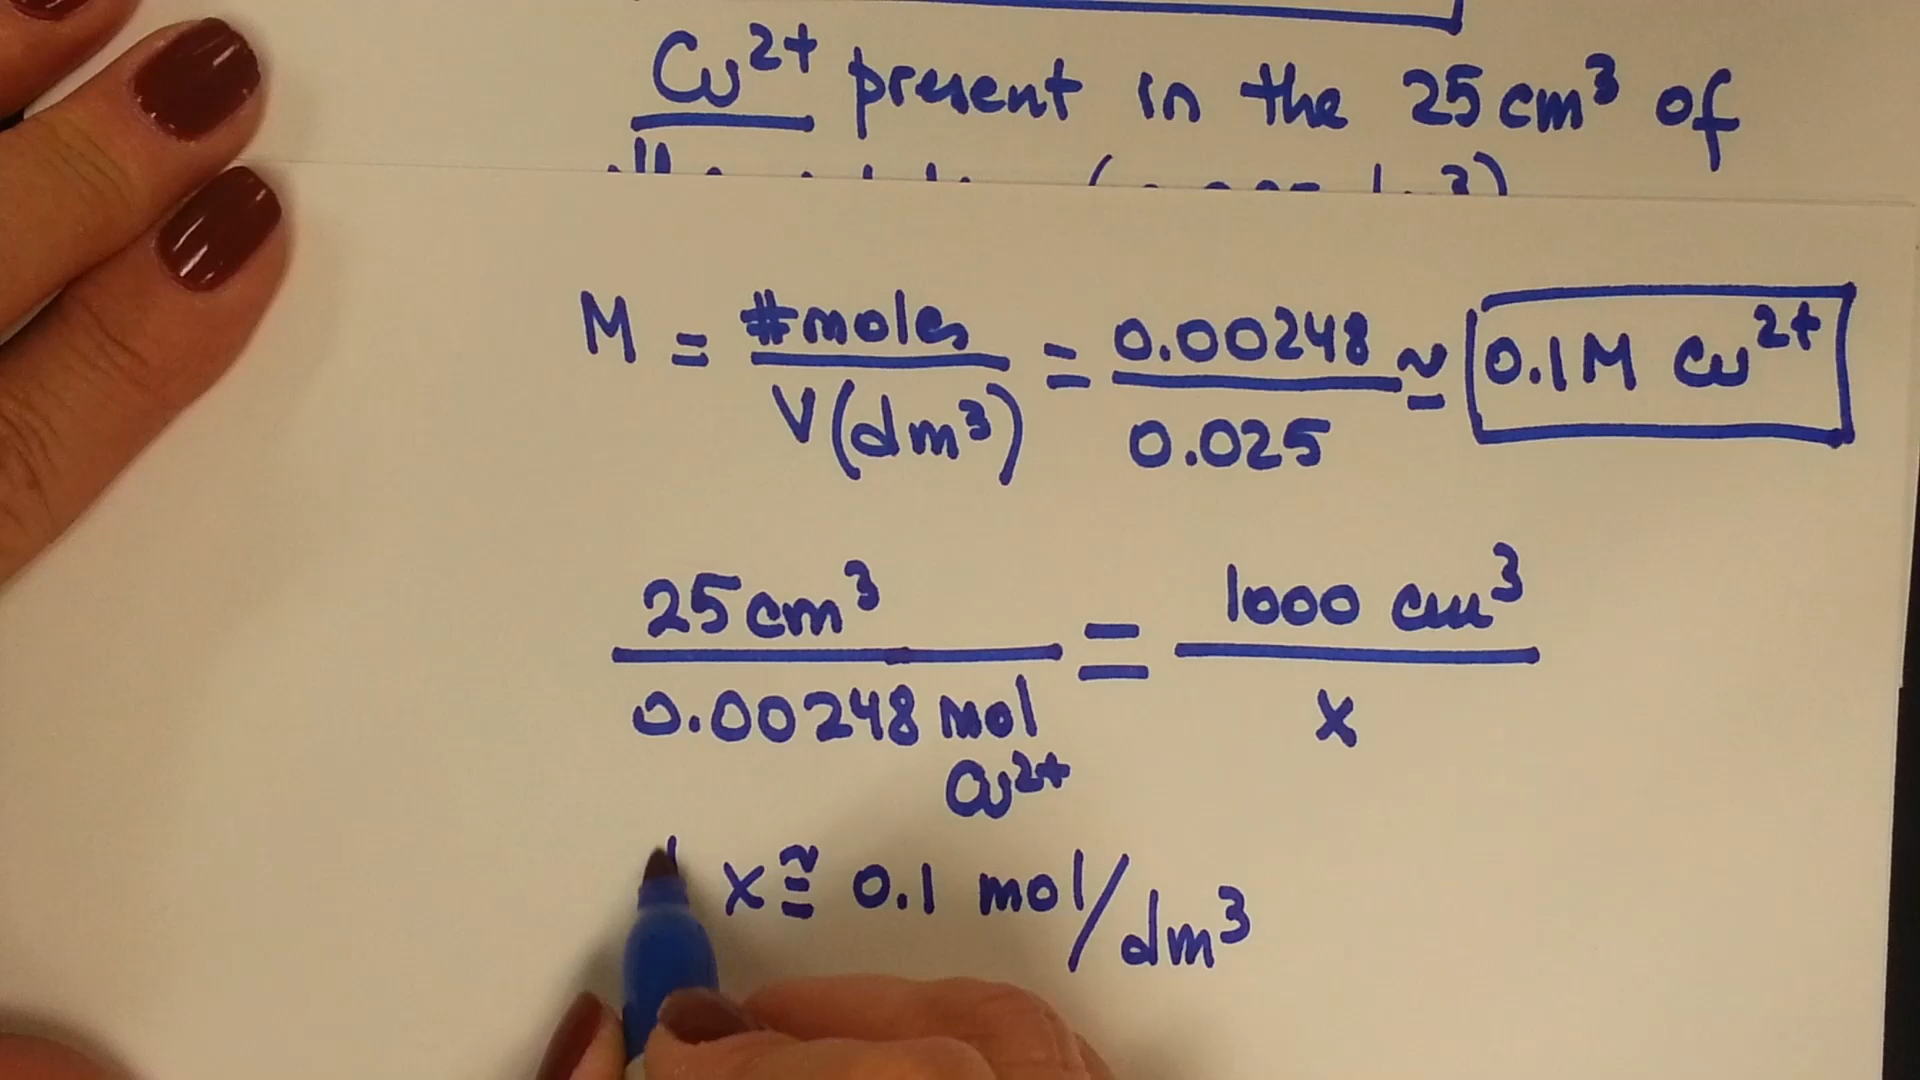 Cu²⁺ present in the 25 cm³ of
M = #moles / V(dm³) = 0.00248 / 0.025 ≅ 0.1M Cu²⁺
25 cm³ / 0.00248 mol Cu²⁺ = 1000 cm³ / x
x ≅ 0.1 mol/dm³